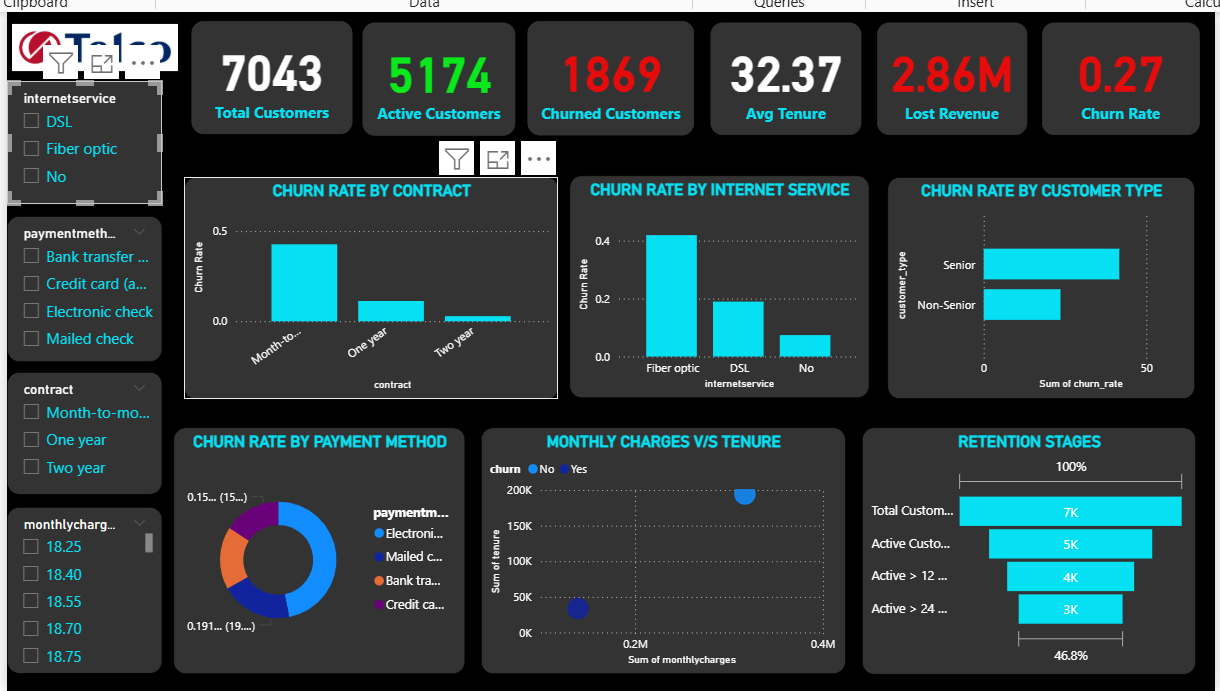 Clipboard
Data
Queries
Insert
Calcu
Telco
7043
Total Customers
5174
Active Customers
1869
Churned Customers
32.37
Avg Tenure
2.86M
Lost Revenue
0.27
Churn Rate
internetservice
DSL
Fiber optic
No
paymentmeth...
Bank transfer ...
Credit card (a...
Electronic check
Mailed check
contract
Month-to-mo...
One year
Two year
monthlycharg...
18.25
18.40
18.55
18.70
18.75
CHURN RATE BY CONTRACT
Churn Rate
0.5
0.0
Month-to...
One year
Two year
contract
CHURN RATE BY INTERNET SERVICE
Churn Rate
0.4
0.2
0.0
Fiber optic
DSL
No
internetservice
CHURN RATE BY CUSTOMER TYPE
customer_type
Senior
Non-Senior
0
50
Sum of churn_rate
CHURN RATE BY PAYMENT METHOD
0.15... (15...)
0.191... (19....)
paymentm...
Electroni...
Mailed c...
Bank tra...
Credit ca...
MONTHLY CHARGES V/S TENURE
churn
No
Yes
Sum of tenure
200K
150K
100K
50K
0K
0.2M
0.4M
Sum of monthlycharges
RETENTION STAGES
100%
Total Custom...
7K
Active Custo...
5K
Active > 12 ...
4K
Active > 24 ...
3K
46.8%